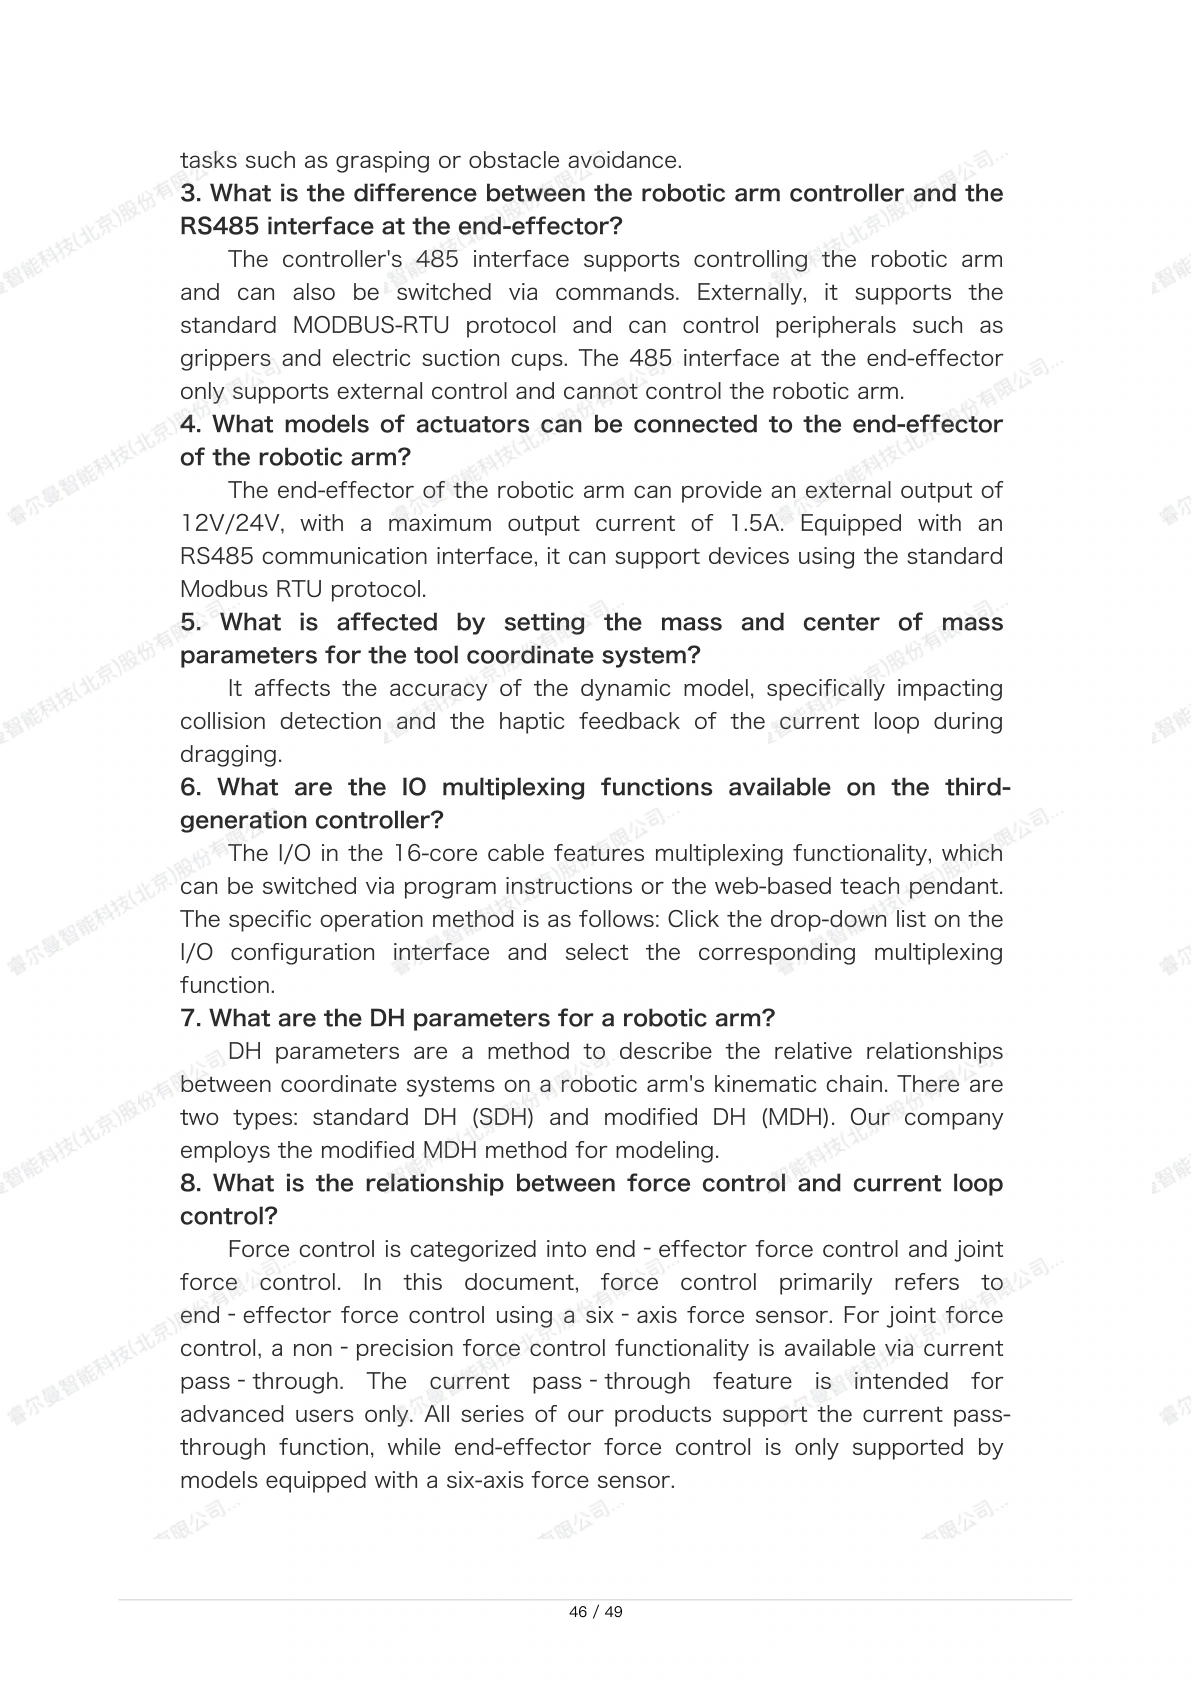 tasks such as grasping or obstacle avoidance.
3. What is the difference between the robotic arm controller and the
RS485 interface at the end-effector?
The controller's 485 interface supports controlling the robotic arm
and can also be switched via commands. Externally, it supports the
standard MODBUS-RTU protocol and can control peripherals such as
grippers and electric suction cups. The 485 interface at the end-effector
only supports external control and cannot control the robotic arm.
4. What models of actuators can be connected to the end-effector
of the robotic arm?
The end-effector of the robotic arm can provide an external output of
12V/24V, with a maximum output current of 1.5A. Equipped with an
RS485 communication interface, it can support devices using the standard
Modbus RTU protocol.
5. What is affected by setting the mass and center of mass
parameters for the tool coordinate system?
It affects the accuracy of the dynamic model, specifically impacting
collision detection and the haptic feedback of the current loop during
dragging.
6. What are the IO multiplexing functions available on the third-
generation controller?
The I/O in the 16-core cable features multiplexing functionality, which
can be switched via program instructions or the web-based teach pendant.
The specific operation method is as follows: Click the drop-down list on the
I/O configuration interface and select the corresponding multiplexing
function.
7. What are the DH parameters for a robotic arm?
DH parameters are a method to describe the relative relationships
between coordinate systems on a robotic arm's kinematic chain. There are
two types: standard DH (SDH) and modified DH (MDH). Our company
employs the modified MDH method for modeling.
8. What is the relationship between force control and current loop
control?
Force control is categorized into end‑effector force control and joint
force control. In this document, force control primarily refers to
end‑effector force control using a six‑axis force sensor. For joint force
control, a non‑precision force control functionality is available via current
pass‑through. The current pass‑through feature is intended for
advanced users only. All series of our products support the current pass-
through function, while end-effector force control is only supported by
models equipped with a six-axis force sensor.
睿尔曼智能科技(北京)股份有限公司...
46 / 49